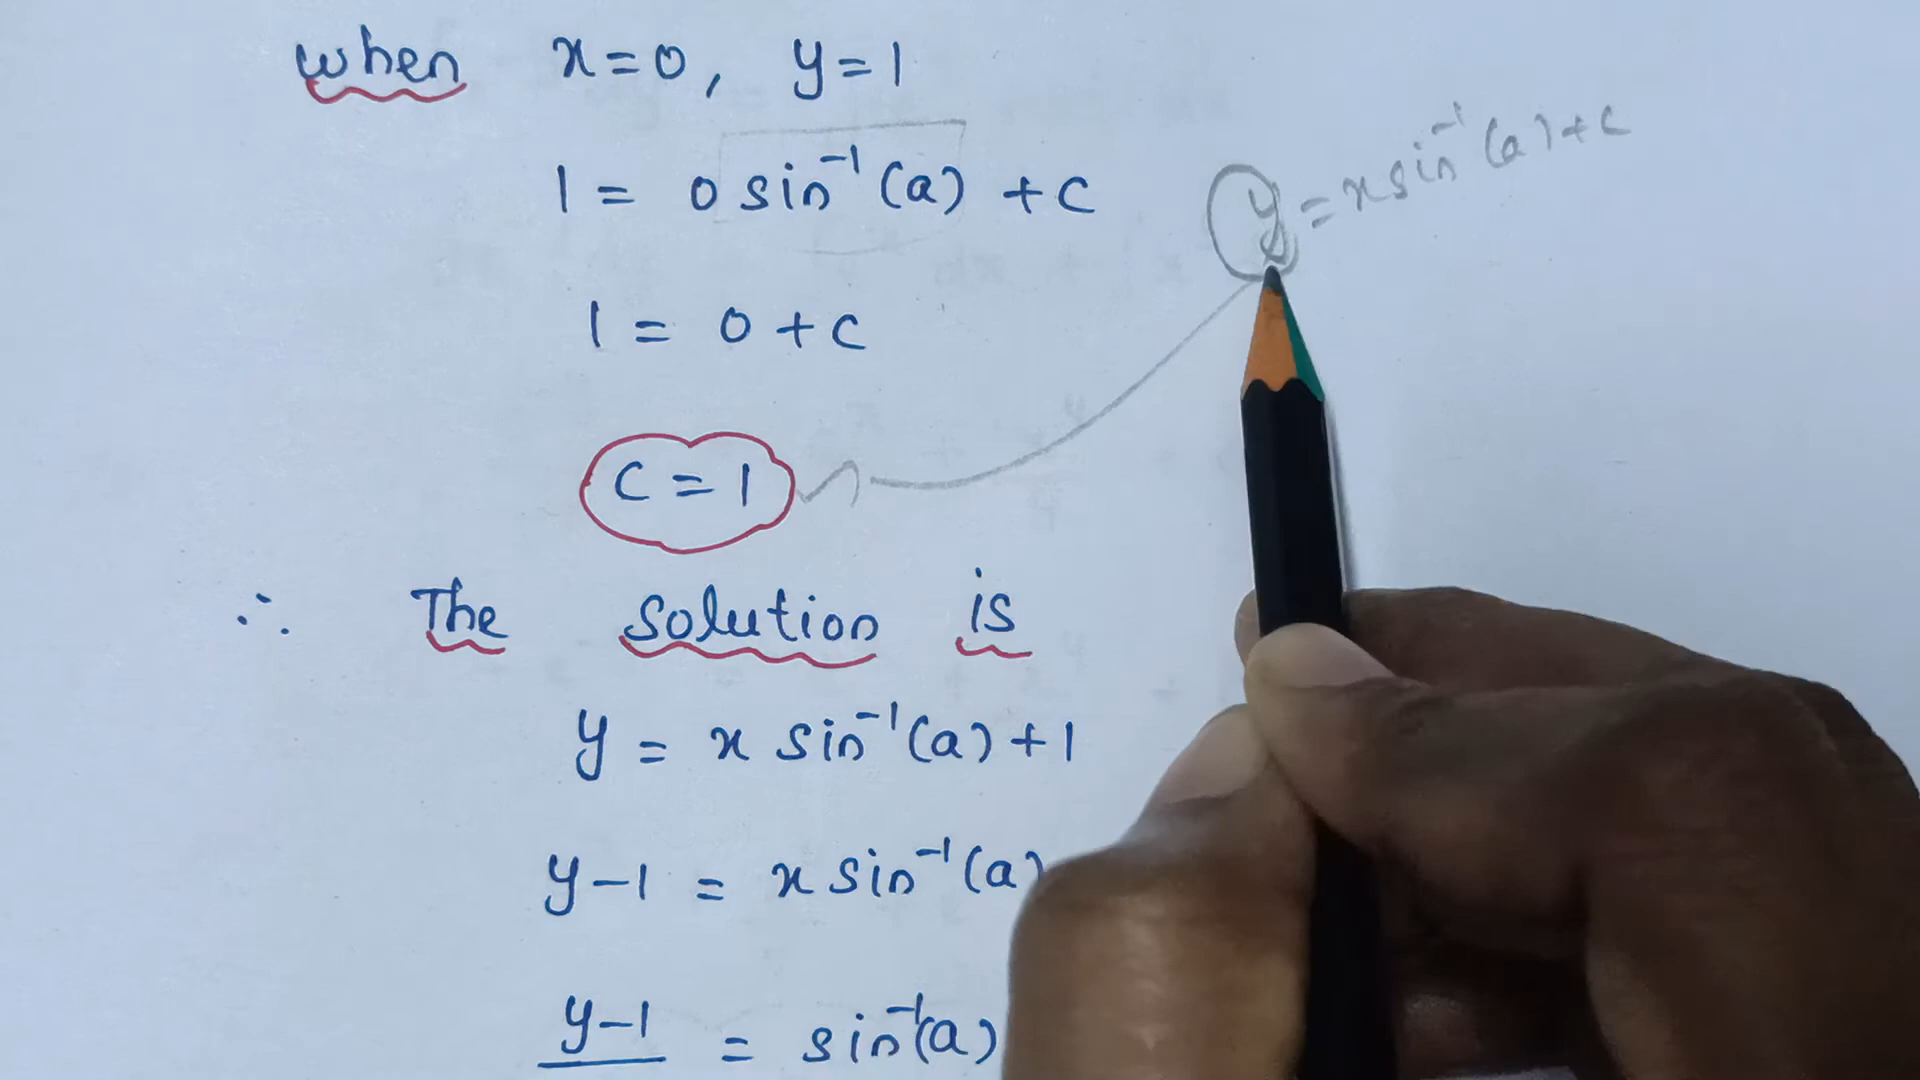 when x=0, y=1
1 = 0 sin⁻¹(a) + c
y = x sin⁻¹(a) + c
1 = 0 + c
c = 1
∴ The solution is
y = x sin⁻¹(a) + 1
y-1 = x sin⁻¹(a)
y-1 = sin⁻¹(a)